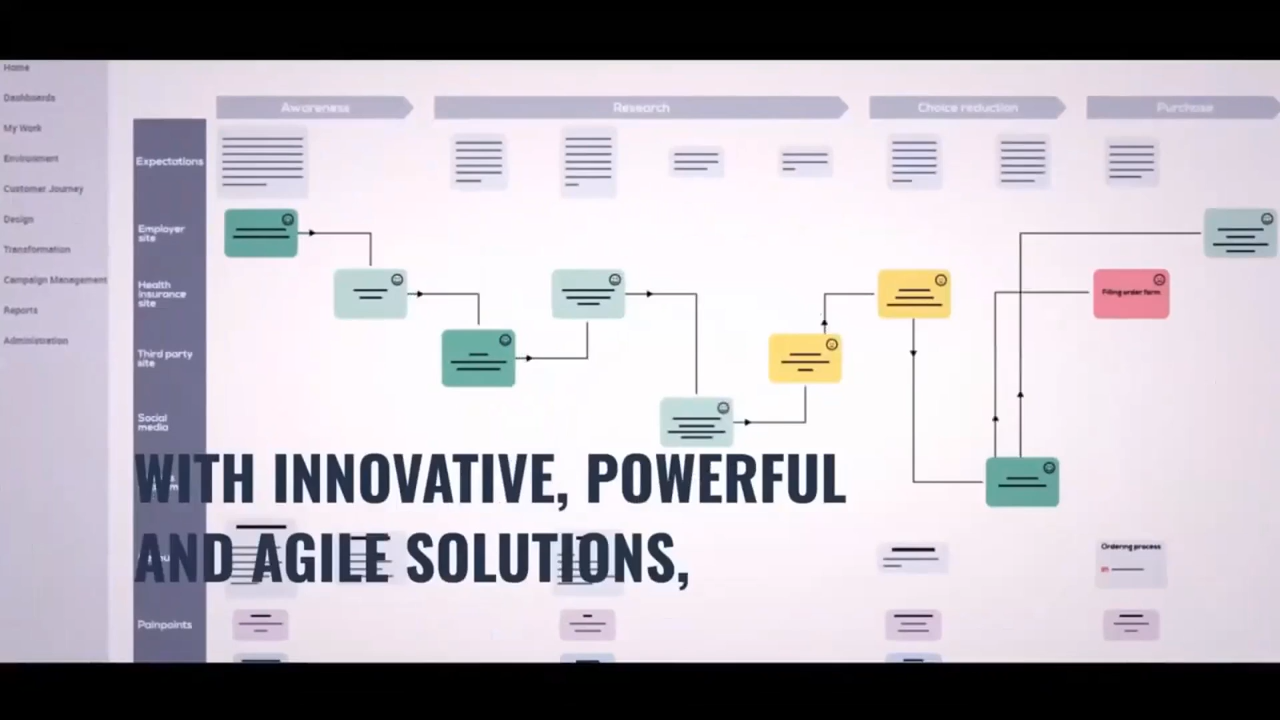 Home
Dashboards
My Work
Environment
Customer Journey
Design
Transformation
Campaign Management
Reports
Administration
Awareness
Research
Choice reduction
Purchase
Expectations
Employer
site
Health
insurance
site
Third party
site
Social
media
Painpoints
Filling order form
Ordering process
WITH INNOVATIVE, POWERFUL
AND AGILE SOLUTIONS,